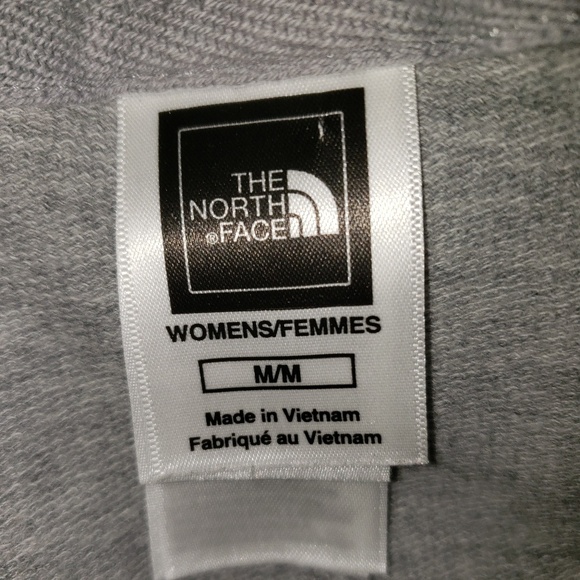 THE
NORTH
®FACE
WOMENS/FEMMES
M/M
Made in Vietnam
Fabriqué au Vietnam